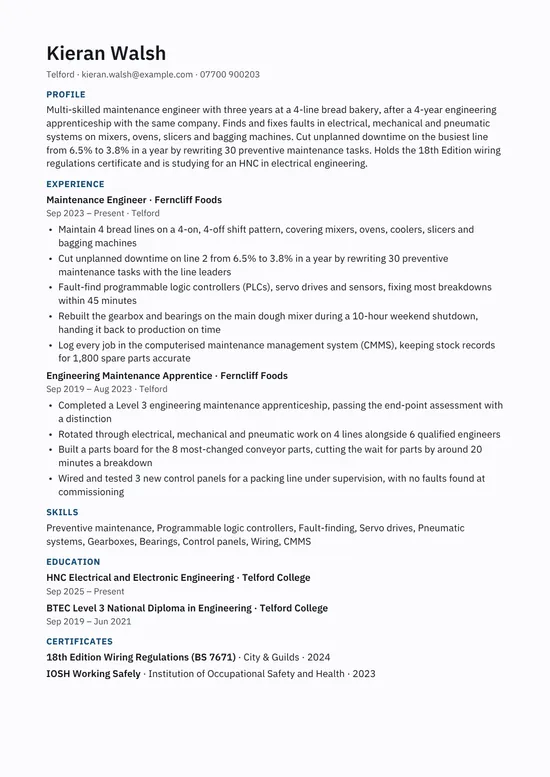 Kieran Walsh
Telford · kieran.walsh@example.com · 07700 900203
PROFILE
Multi-skilled maintenance engineer with three years at a 4-line bread bakery, after a 4-year engineering
apprenticeship with the same company. Finds and fixes faults in electrical, mechanical and pneumatic
systems on mixers, ovens, slicers and bagging machines. Cut unplanned downtime on the busiest line
from 6.5% to 3.8% in a year by rewriting 30 preventive maintenance tasks. Holds the 18th Edition wiring
regulations certificate and is studying for an HNC in electrical engineering.
EXPERIENCE
Maintenance Engineer · Ferncliff Foods
Sep 2023 – Present · Telford
• Maintain 4 bread lines on a 4-on, 4-off shift pattern, covering mixers, ovens, coolers, slicers and
bagging machines
• Cut unplanned downtime on line 2 from 6.5% to 3.8% in a year by rewriting 30 preventive
maintenance tasks with the line leaders
• Fault-find programmable logic controllers (PLCs), servo drives and sensors, fixing most breakdowns
within 45 minutes
• Rebuilt the gearbox and bearings on the main dough mixer during a 10-hour weekend shutdown,
handing it back to production on time
• Log every job in the computerised maintenance management system (CMMS), keeping stock records
for 1,800 spare parts accurate
Engineering Maintenance Apprentice · Ferncliff Foods
Sep 2019 – Aug 2023 · Telford
• Completed a Level 3 engineering maintenance apprenticeship, passing the end-point assessment with
a distinction
• Rotated through electrical, mechanical and pneumatic work on 4 lines alongside 6 qualified engineers
• Built a parts board for the 8 most-changed conveyor parts, cutting the wait for parts by around 20
minutes a breakdown
• Wired and tested 3 new control panels for a packing line under supervision, with no faults found at
commissioning
SKILLS
Preventive maintenance, Programmable logic controllers, Fault-finding, Servo drives, Pneumatic
systems, Gearboxes, Bearings, Control panels, Wiring, CMMS
EDUCATION
HNC Electrical and Electronic Engineering · Telford College
Sep 2025 – Present
BTEC Level 3 National Diploma in Engineering · Telford College
Sep 2019 – Jun 2021
CERTIFICATES
18th Edition Wiring Regulations (BS 7671) · City & Guilds · 2024
IOSH Working Safely · Institution of Occupational Safety and Health · 2023